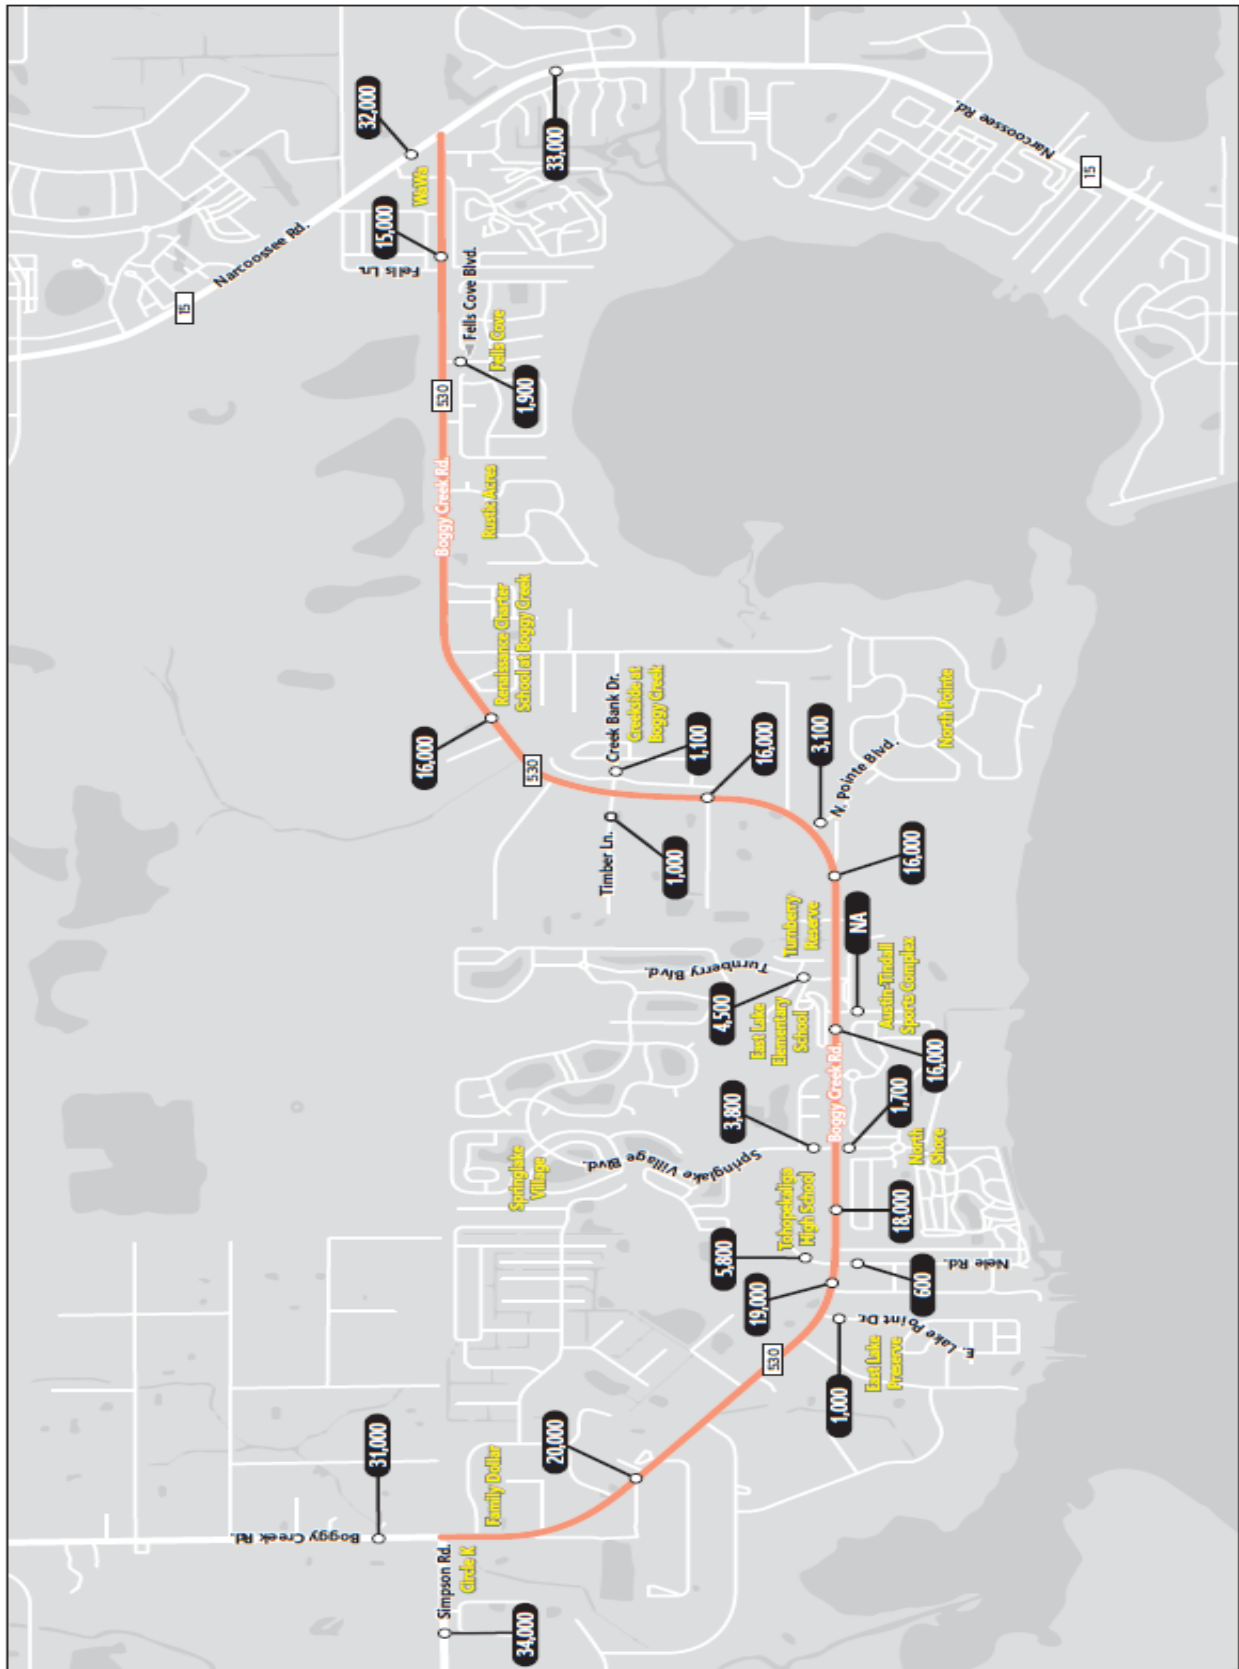 Boggy Creek Rd.
31,000
Simpson Rd.
34,000
Circle K
Family Dollar
20,000
530
19,000
5,800
1,000
East Lake
Preserve
E. Lake Point Dr.
600
Nele Rd.
Tohopekaliga
High School
18,000
Springlake
Village
Springlake Village Blvd.
3,800
1,700
North
Shore
Boggy Creek Rd.
16,000
East Lake
Elementary
School
4,500
Turnberry Blvd.
Turnberry
Reserve
NA
Austin-Tindall
Sports Complex
16,000
3,100
N. Pointe Blvd.
North Pointe
Timber Ln.
1,000
16,000
1,100
Creek Bank Dr.
Creekside at
Boggy Creek
530
16,000
Renaissance Charter
School at Boggy Creek
Boggy Creek Rd.
Rustic Acres
530
1,900
Fells Cove
Fells Cove Blvd.
Fells Ln.
15,000
WaWa
32,000
33,000
Narcoossee Rd.
15
Narcoossee Rd.
15